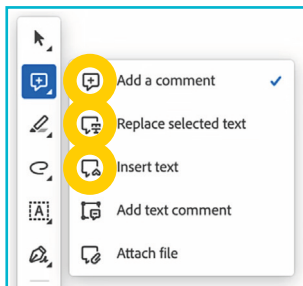 Add a comment
Replace selected text
Insert text
Add text comment
Attach file